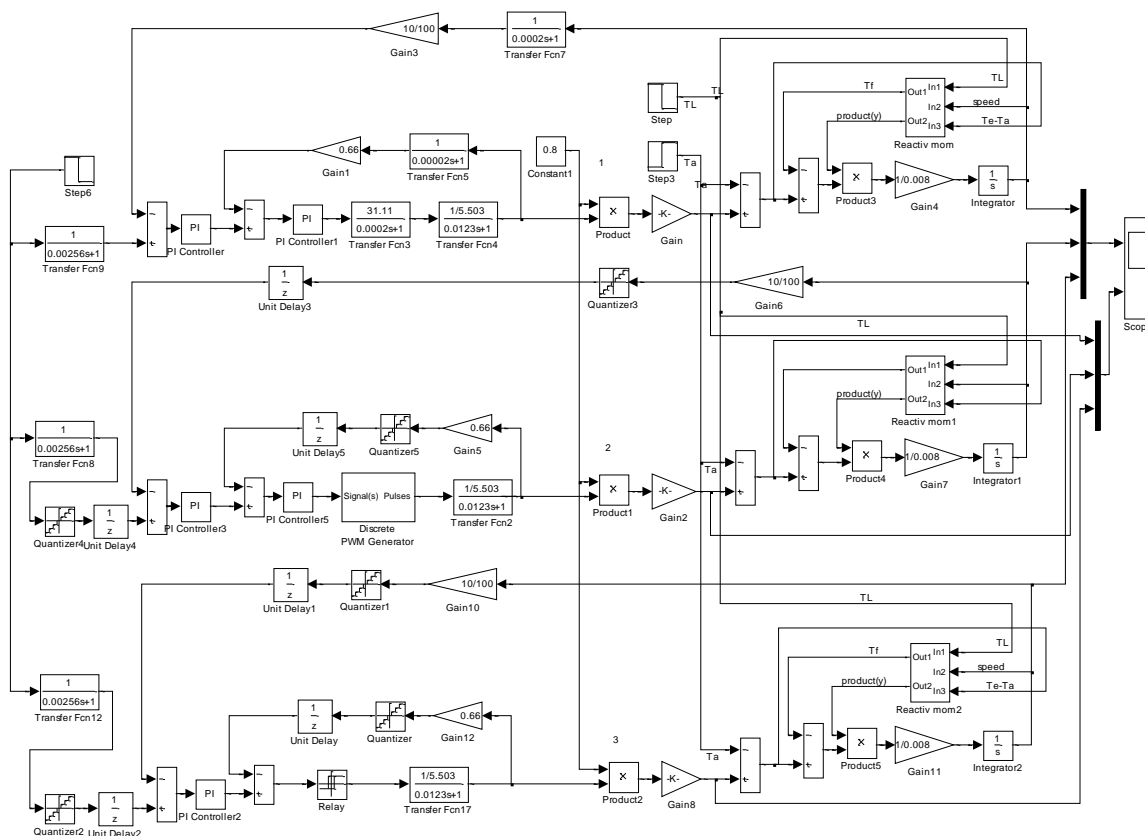 1
0.0002s+1
Transfer Fcn7
10/100
Gain3
TL
Step
TL
TL
Tf
Out1
In1
In2
speed
Out2
In3
Te-Ta
product(y)
Reactiv mom
Step6
0.66
Gain1
1
0.00002s+1
Transfer Fcn5
0.8
Constant1
1
Step3
Ta
Ta
1
0.00256s+1
Transfer Fcn9
PI
PI Controller
PI
PI Controller1
31.11
0.0002s+1
Transfer Fcn3
1/5.503
0.0123s+1
Transfer Fcn4
Product
-K-
Gain
Product3
1/0.008
Gain4
1
s
Integrator
1
z
Unit Delay3
Quantizer3
10/100
Gain6
TL
Scop
Out1
In1
In2
Out2
In3
product(y)
Reactiv mom1
1
0.00256s+1
Transfer Fcn8
1
z
Unit Delay5
Quantizer5
0.66
Gain5
2
Ta
Quantizer4
1
z
Unit Delay4
PI
PI Controller3
PI
PI Controller5
Signal(s) Pulses
Discrete
PWM Generator
1/5.503
0.0123s+1
Transfer Fcn2
Product1
-K-
Gain2
Product4
1/0.008
Gain7
1
s
Integrator1
1
z
Unit Delay1
Quantizer1
10/100
Gain10
TL
Tf
Out1
In1
TL
In2
speed
Out2
In3
Te-Ta
product(y)
Reactiv mom2
1
0.00256s+1
Transfer Fcn12
1
z
Unit Delay
Quantizer
0.66
Gain12
3
Ta
Quantizer2
1
z
Unit Delay2
PI
PI Controller2
Relay
1/5.503
0.0123s+1
Transfer Fcn17
Product2
-K-
Gain8
Product5
1/0.008
Gain11
1
s
Integrator2